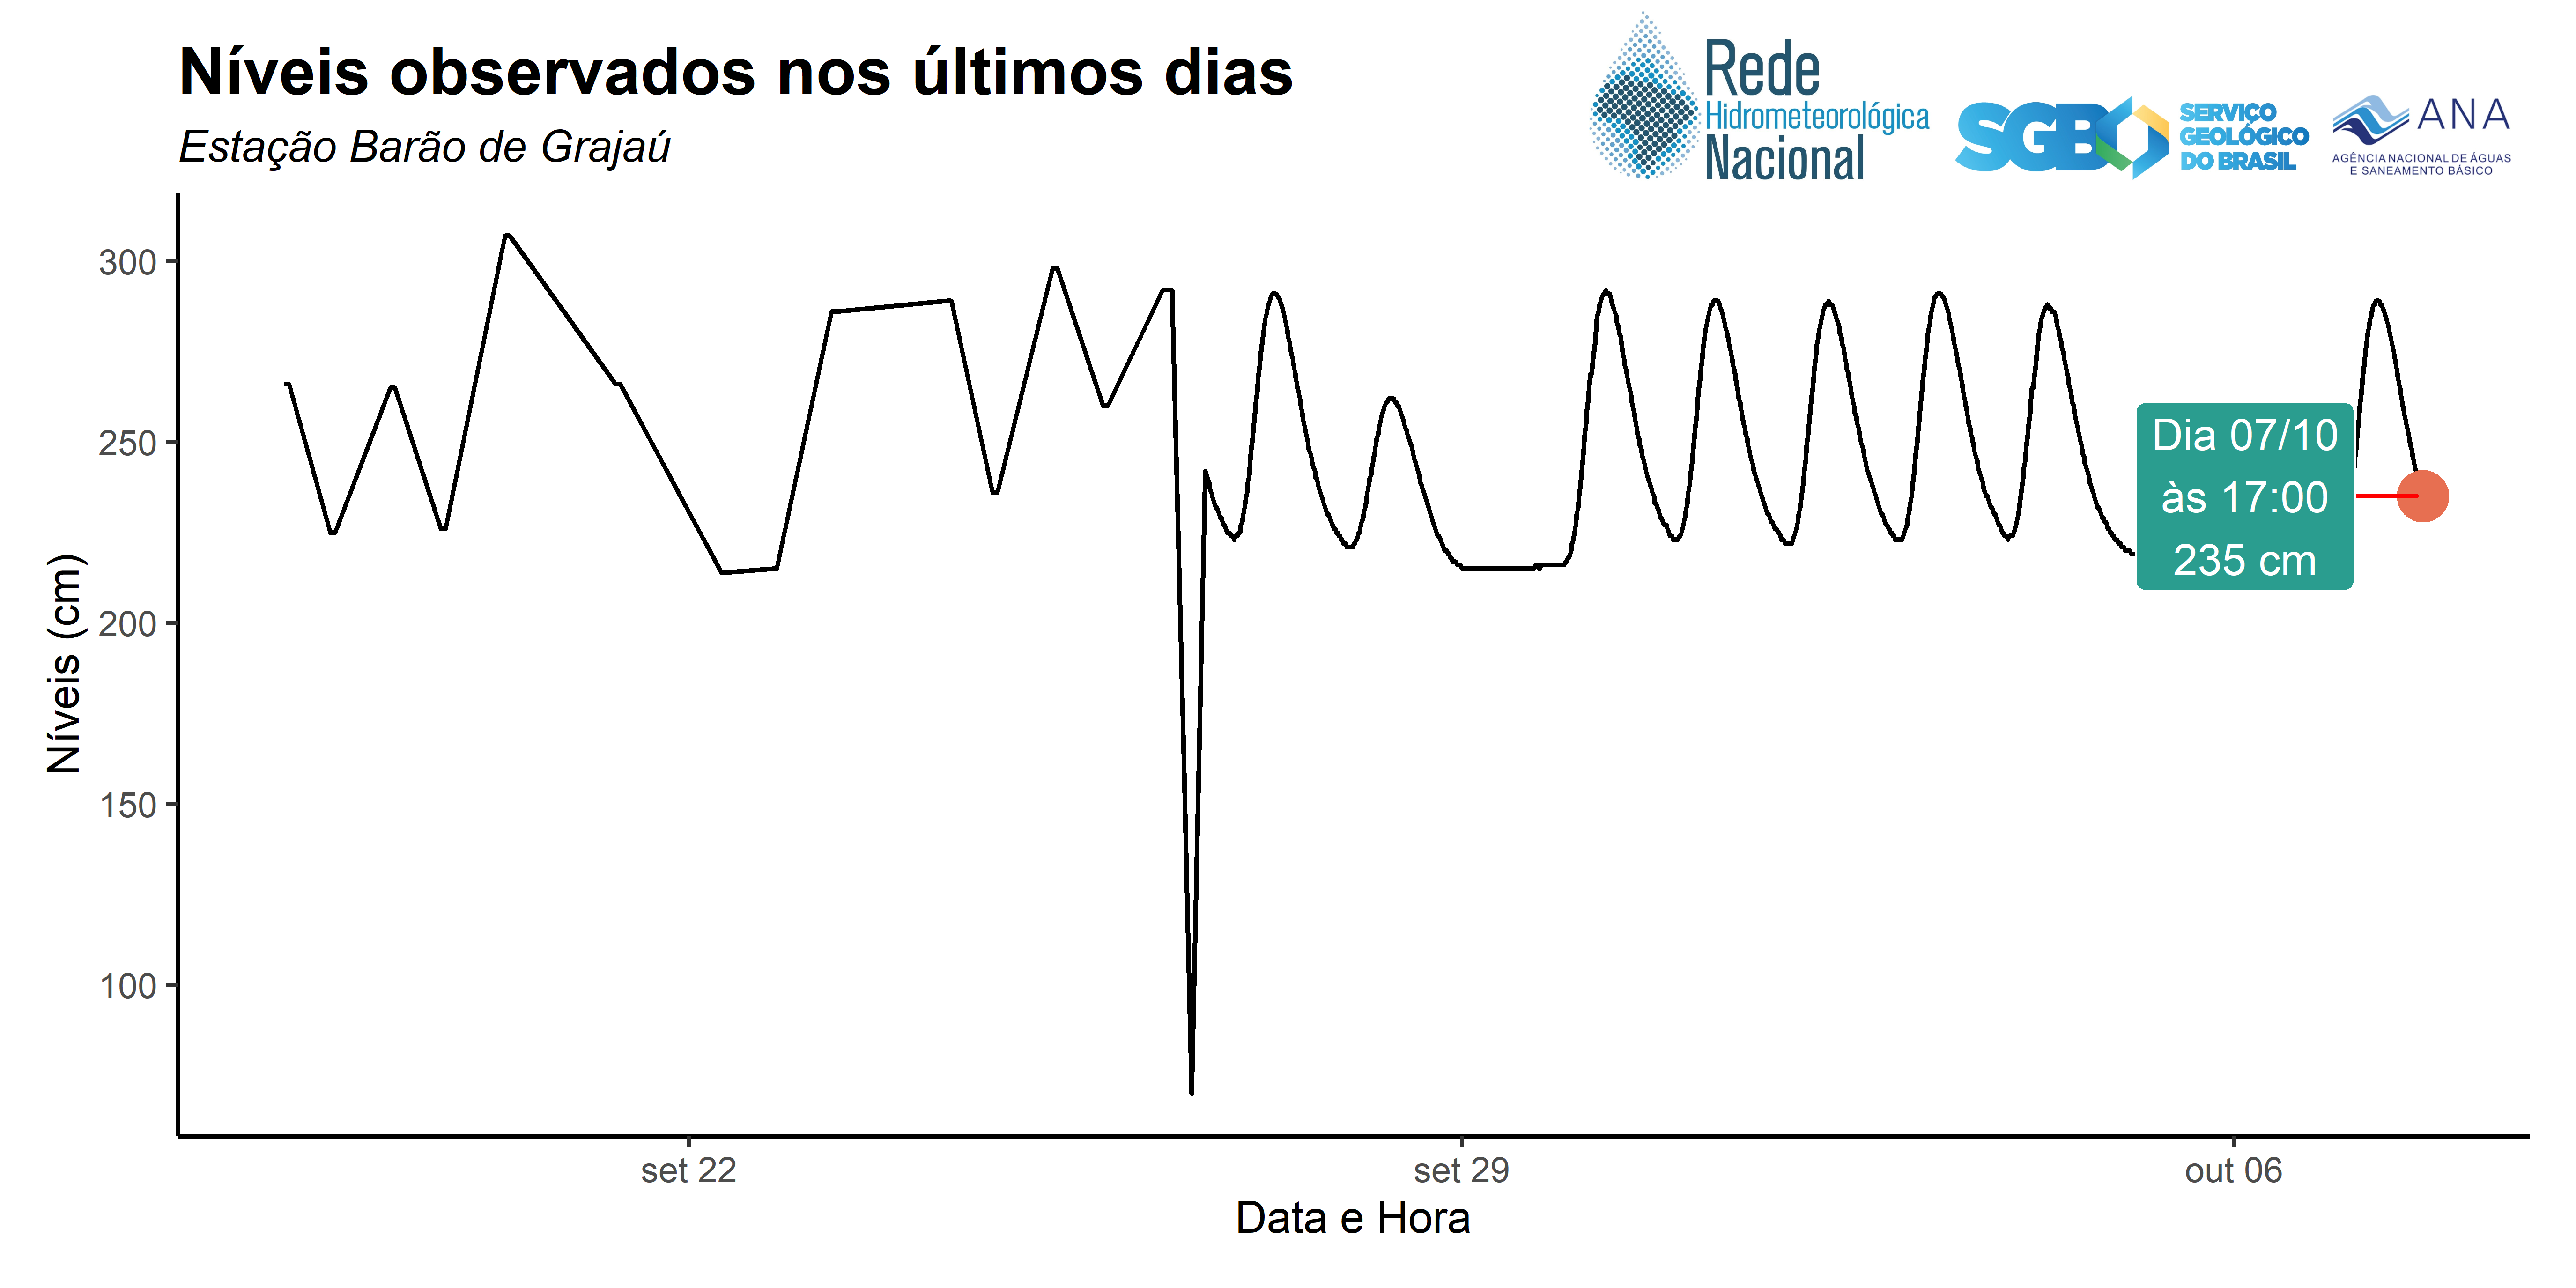 Níveis observados nos últimos dias
Estação Barão de Grajaú
Rede
Hidrometeorológica
Nacional
SGB
SERVIÇO
GEOLÓGICO
DO BRASIL
ANA
AGÊNCIA NACIONAL DE ÁGUAS
E SANEAMENTO BÁSICO
Níveis (cm)
300
250
200
150
100
Dia 07/10
às 17:00
235 cm
set 22
set 29
out 06
Data e Hora